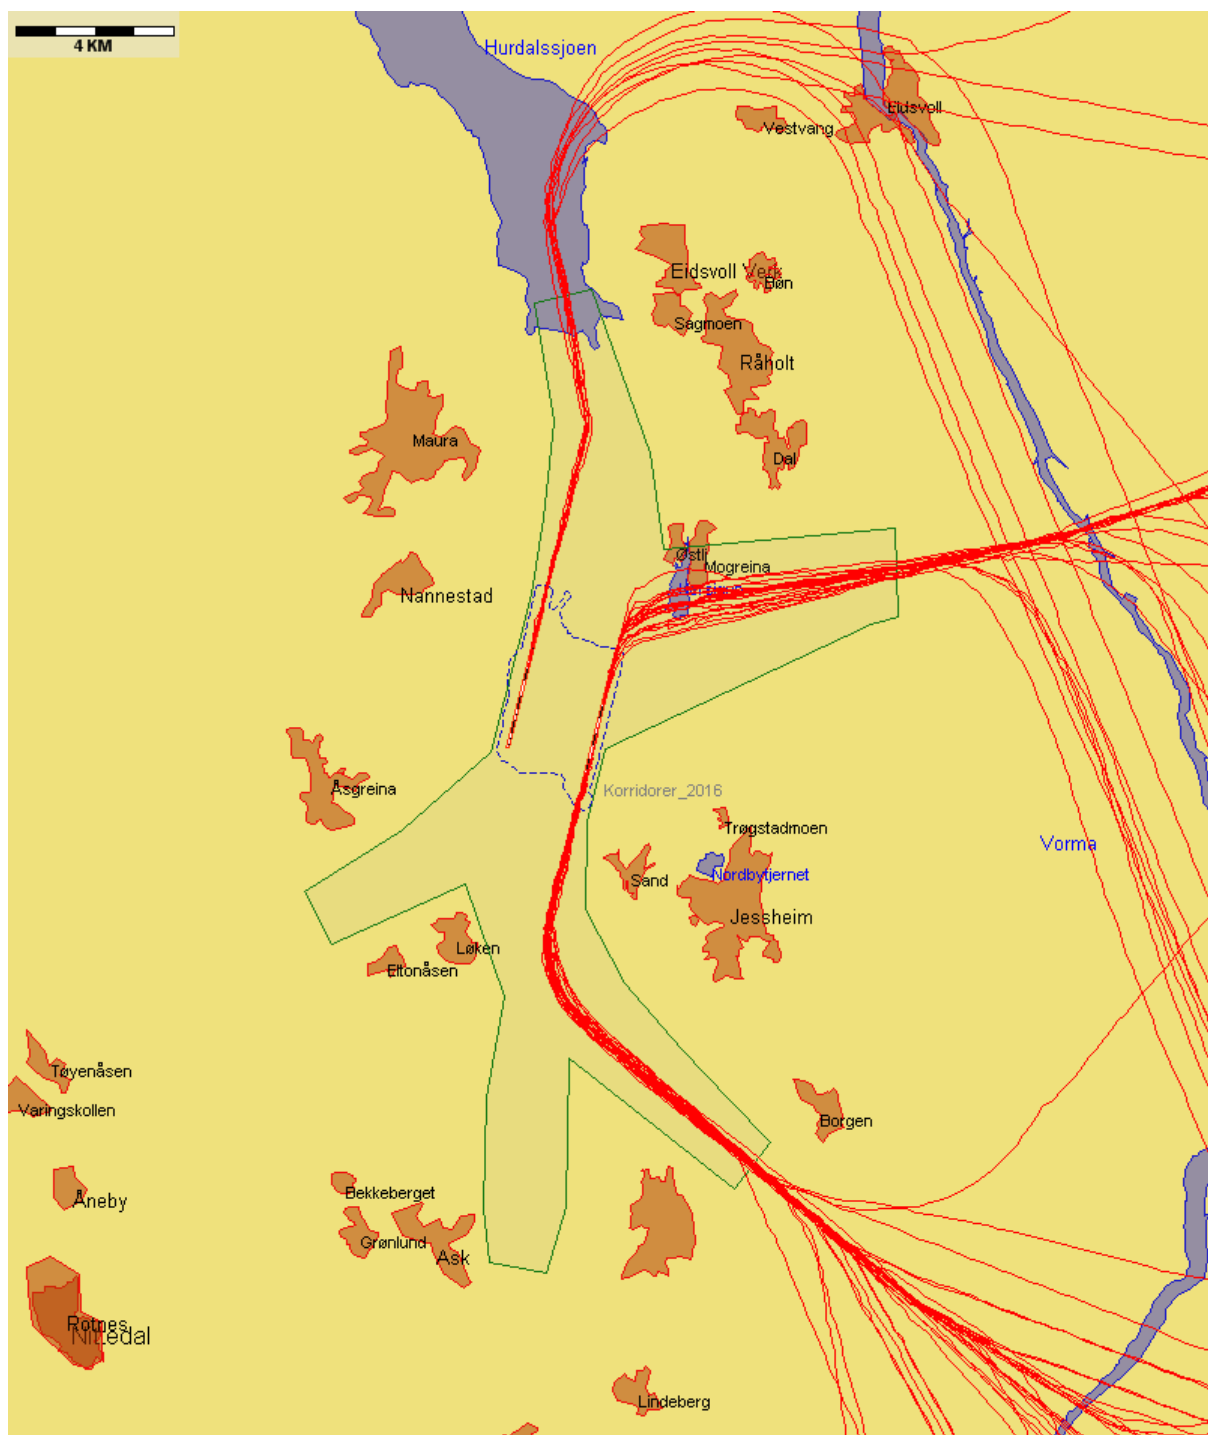 4 KM
Hurdalssjoen
Eidsvoll
Vestvang
Eidsvoll Verk
Bøn
Sagmoen
Råholt
Maura
Dal
Østli
Mogreina
Nannestad
Åsgreina
Korridorer_2016
Trøgstadmoen
Vorma
Sand
Nordbytjernet
Jessheim
Løken
Eltonåsen
Tøyenåsen
Varingskollen
Borgen
Åneby
Bekkeberget
Grønlund
Ask
Rotnes
Nittedal
Lindeberg